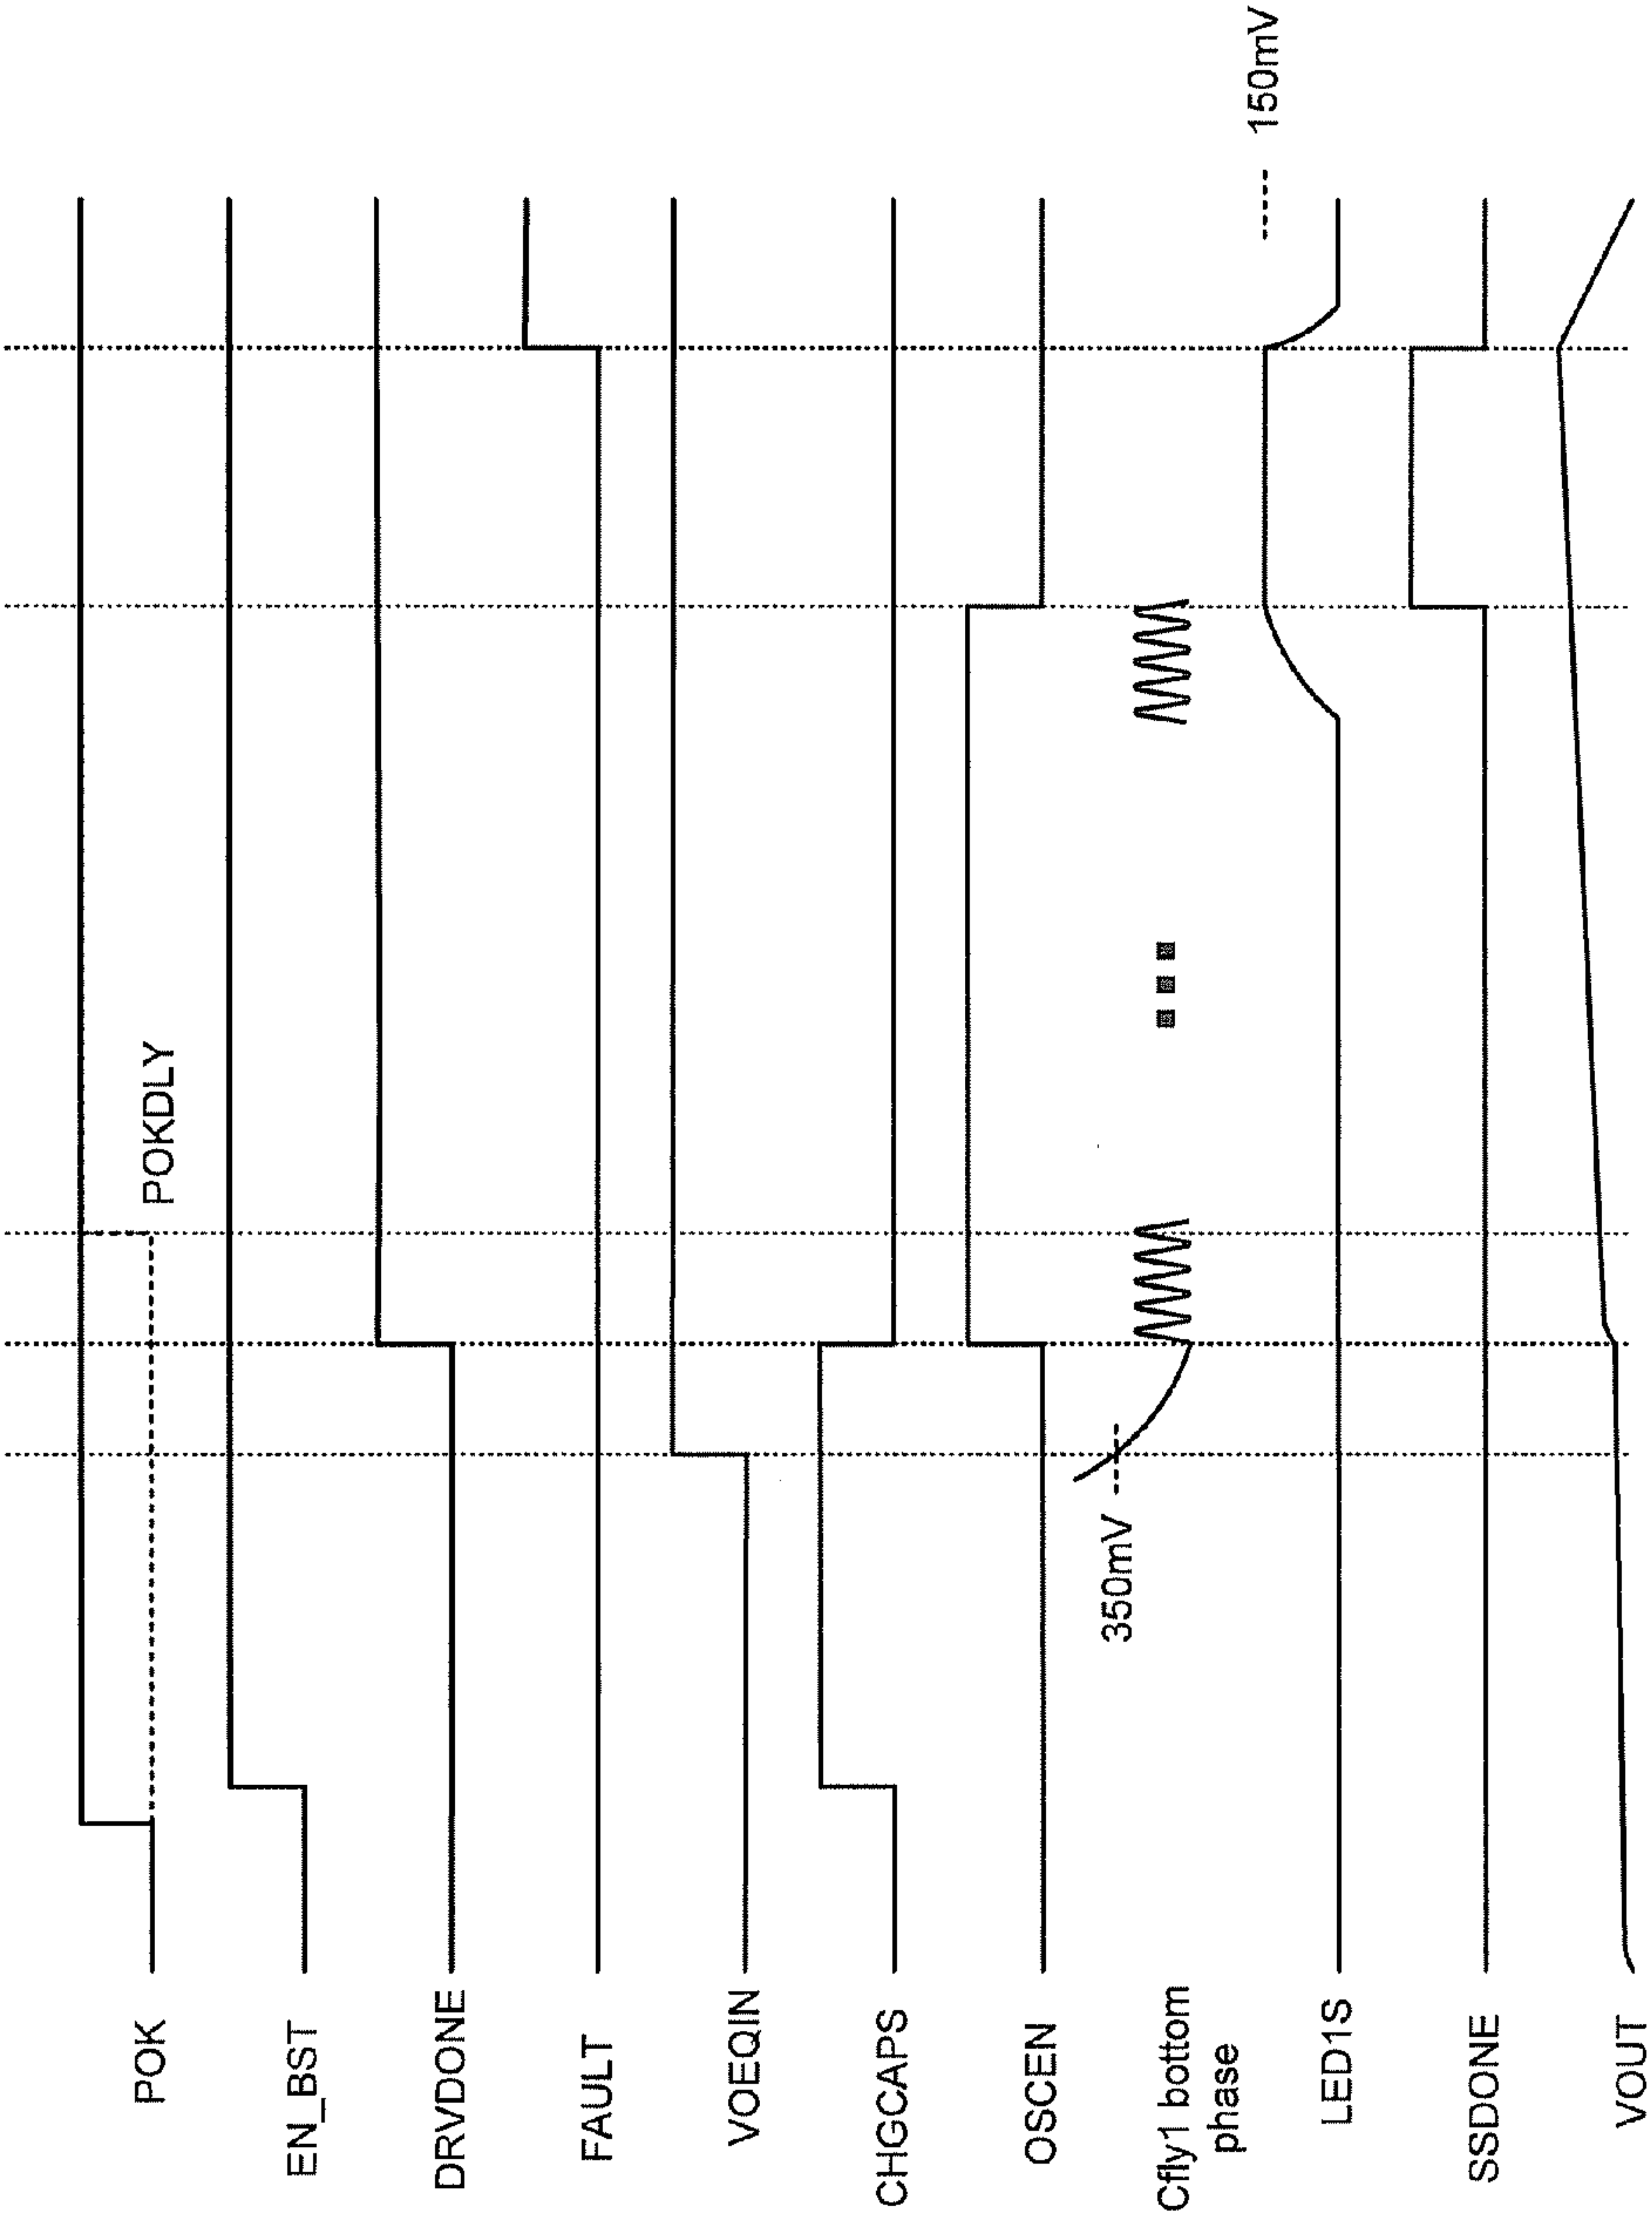 POK
POKDLY
EN_BST
DRVDONE
FAULT
VOEQIN
CHGCAPS
OSCEN
350mV
Cfly1 bottom
phase
150mV
LED1S
SSDONE
VOUT